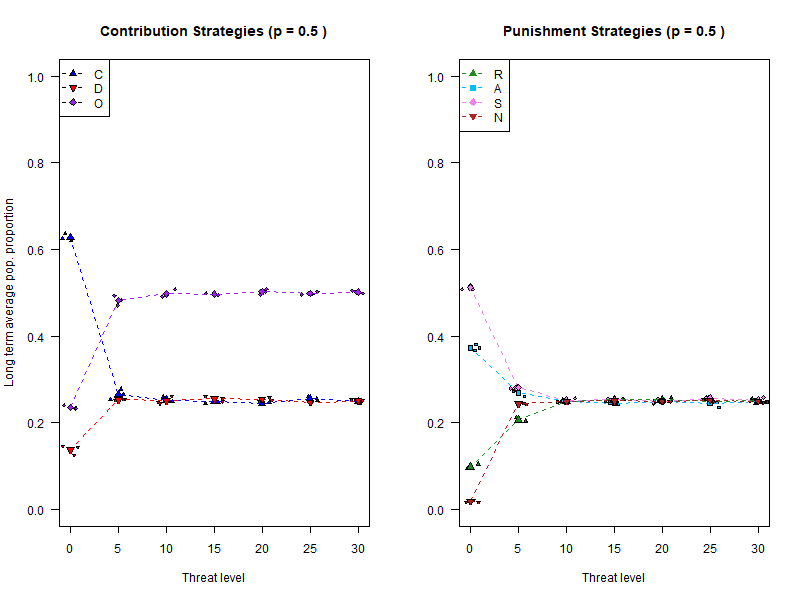 Contribution Strategies (p = 0.5 )
C
D
O
Long term average pop. proportion
1.0
0.8
0.6
0.4
0.2
0.0
0 5 10 15 20 25 30
Threat level
Punishment Strategies (p = 0.5 )
R
A
S
N
1.0
0.8
0.6
0.4
0.2
0.0
0 5 10 15 20 25 30
Threat level